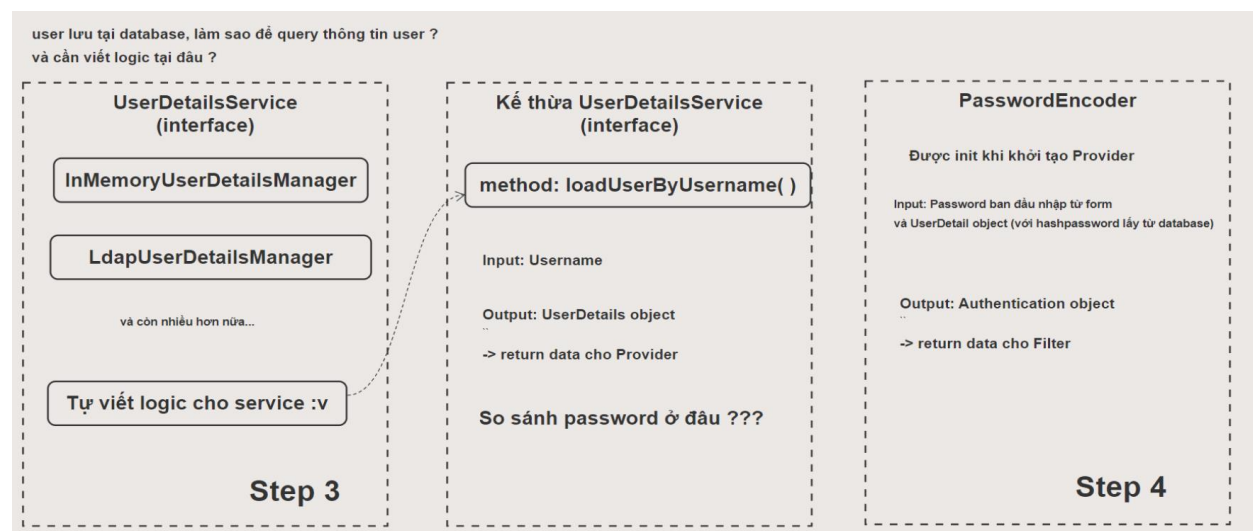 user lưu tại database, làm sao để query thông tin user ?
và cần viết logic tại đâu ?
UserDetailsService
(interface)
InMemoryUserDetailsManager
LdapUserDetailsManager
và còn nhiều hơn nữa...
Tự viết logic cho service :v
Step 3
Kế thừa UserDetailsService
(interface)
method: loadUserByUsername( )
Input: Username
Output: UserDetails object
..
-> return data cho Provider
So sánh password ở đâu ???
PasswordEncoder
Được init khi khởi tạo Provider
Input: Password ban đầu nhập từ form
và UserDetail object (với hashpassword lấy từ database)
Output: Authentication object
..
-> return data cho Filter
Step 4